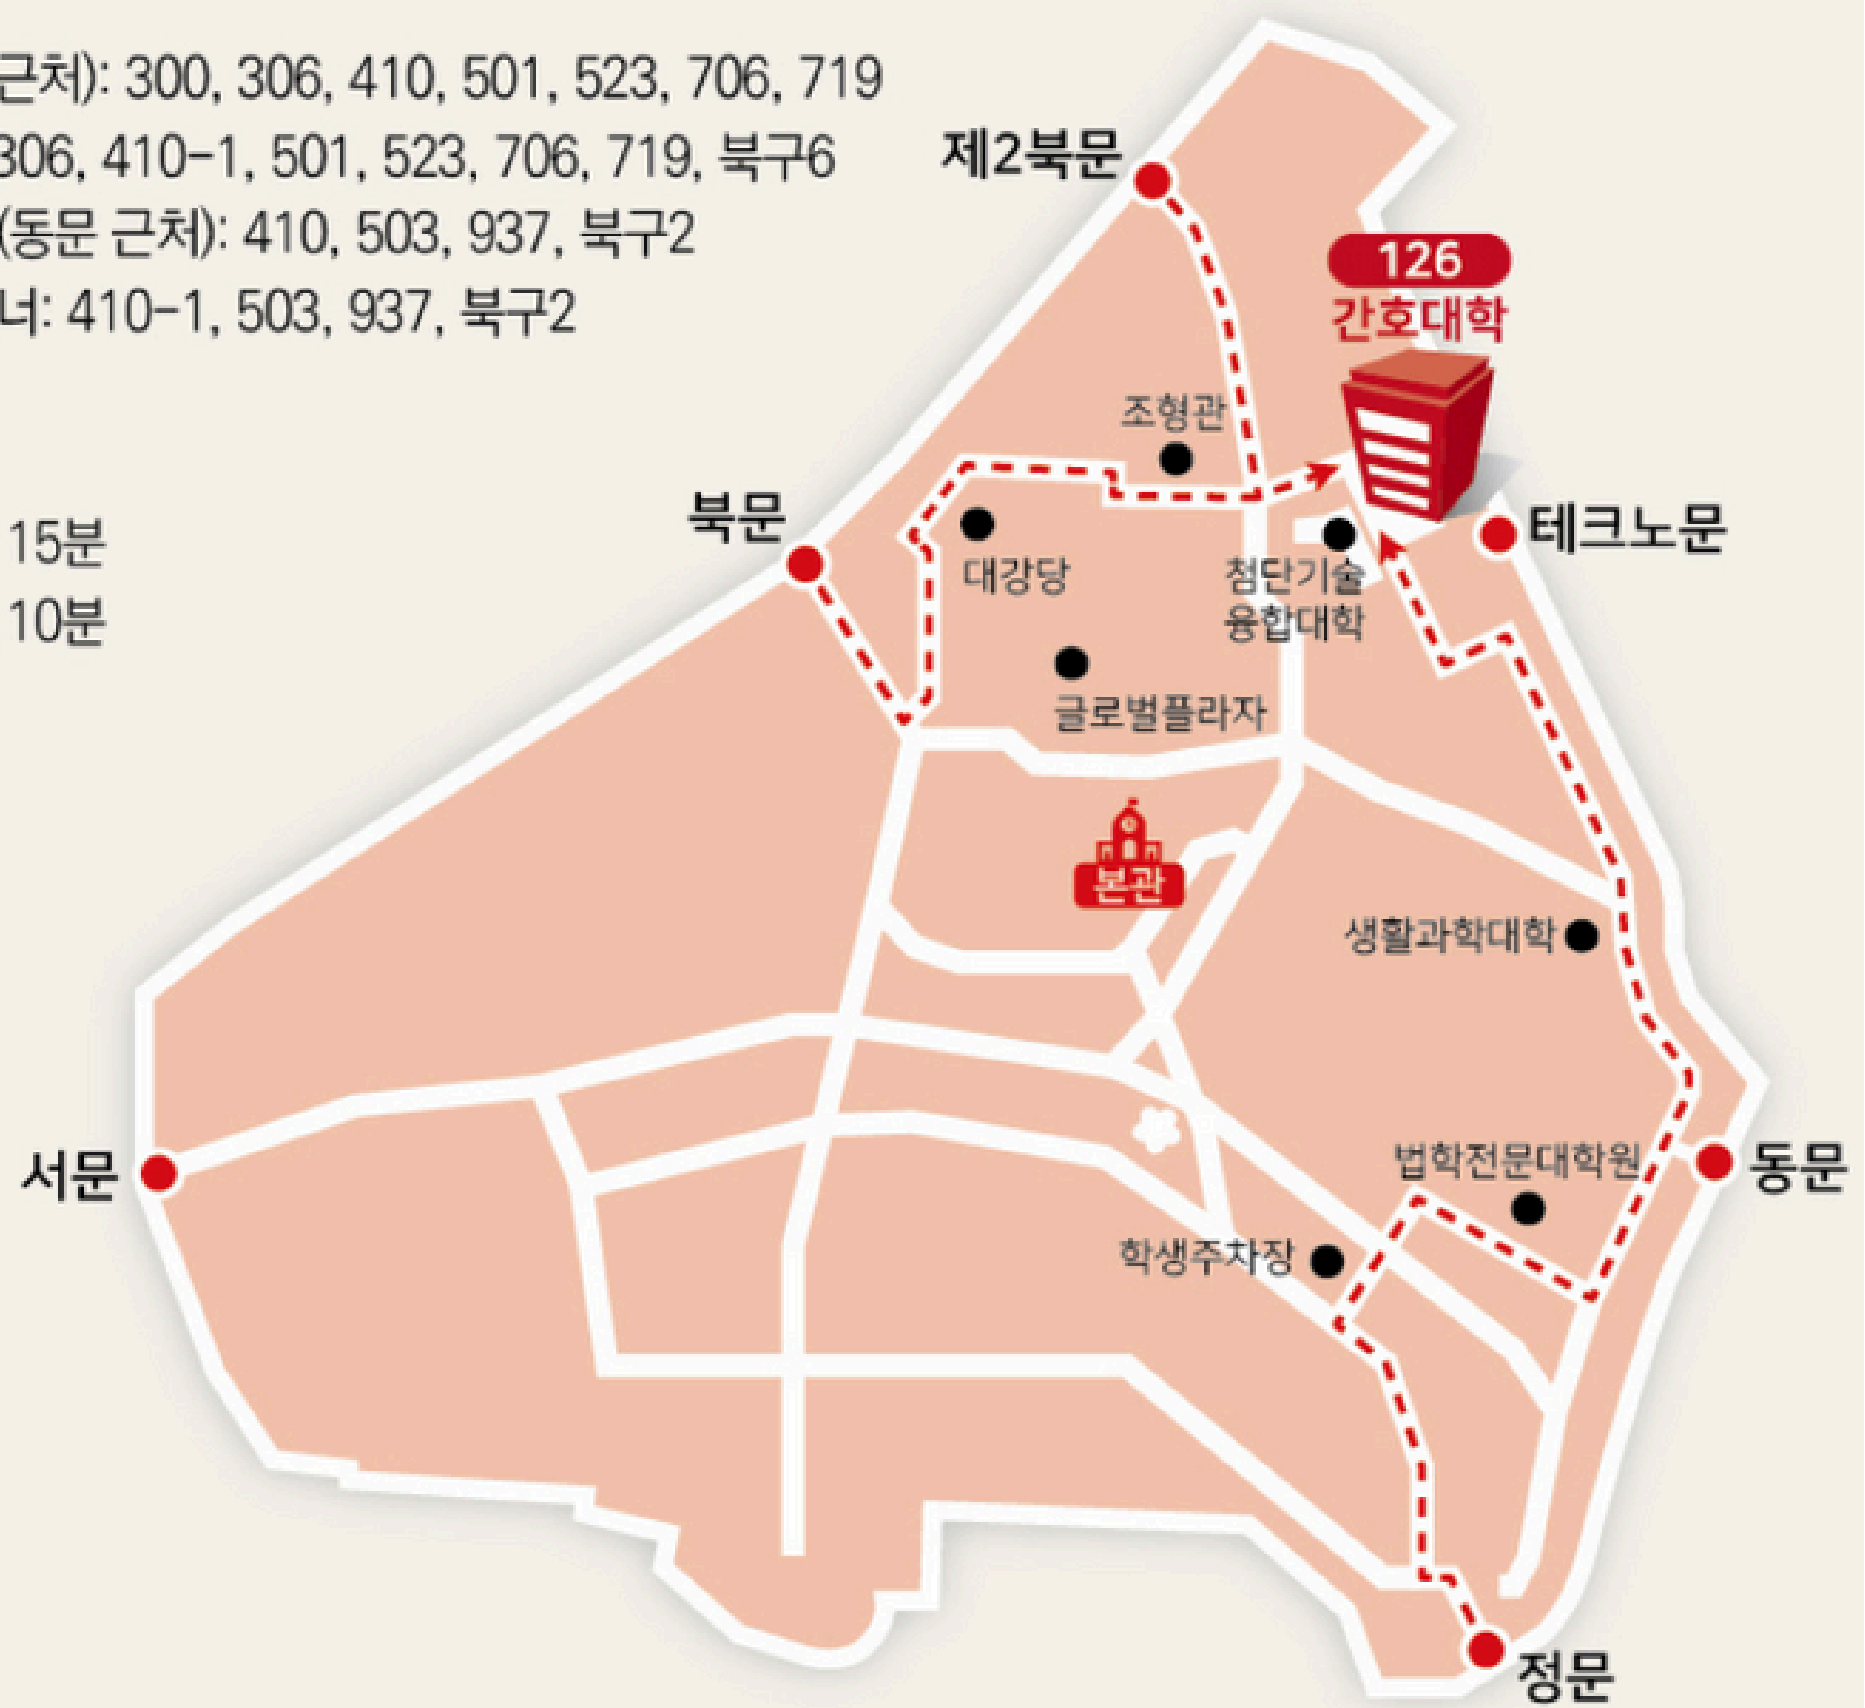 근처): 300, 306, 410, 501, 523, 706, 719
306, 410-1, 501, 523, 706, 719, 북구6
(동문 근처): 410, 503, 937, 북구2
너: 410-1, 503, 937, 북구2
15분
10분
제2북문
126
간호대학
조형관
북문
대강당
첨단기술
융합대학
테크노문
글로벌플라자
본관
생활과학대학
서문
법학전문대학원
동문
학생주차장
정문